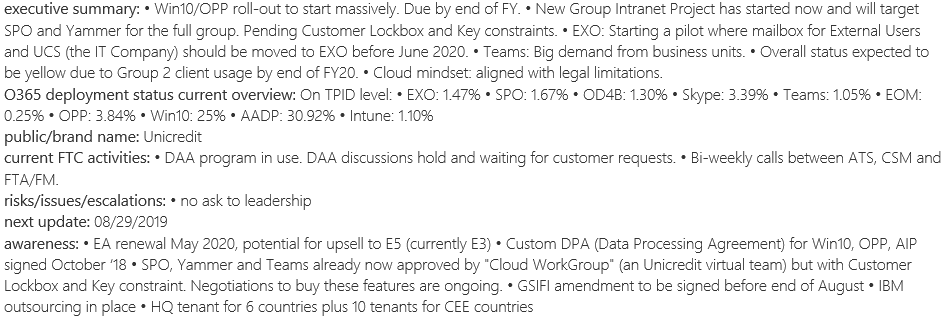 executive summary: • Win10/OPP roll-out to start massively. Due by end of FY. • New Group Intranet Project has started now and will target
SPO and Yammer for the full group. Pending Customer Lockbox and Key constraints. • EXO: Starting a pilot where mailbox for External Users
and UCS (the IT Company) should be moved to EXO before June 2020. • Teams: Big demand from business units. • Overall status expected to
be yellow due to Group 2 client usage by end of FY20. • Cloud mindset: aligned with legal limitations.
O365 deployment status current overview: On TPID level: • EXO: 1.47% • SPO: 1.67% • OD4B: 1.30% • Skype: 3.39% • Teams: 1.05% • EOM:
0.25% • OPP: 3.84% • Win10: 25% • AADP: 30.92% • Intune: 1.10%
public/brand name: Unicredit
current FTC activities: • DAA program in use. DAA discussions hold and waiting for customer requests. • Bi-weekly calls between ATS, CSM and
FTA/FM.
risks/issues/escalations: • no ask to leadership
next update: 08/29/2019
awareness: • EA renewal May 2020, potential for upsell to E5 (currently E3) • Custom DPA (Data Processing Agreement) for Win10, OPP, AIP
signed October '18 • SPO, Yammer and Teams already now approved by "Cloud WorkGroup" (an Unicredit virtual team) but with Customer
Lockbox and Key constraint. Negotiations to buy these features are ongoing. • GSIFI amendment to be signed before end of August • IBM
outsourcing in place • HQ tenant for 6 countries plus 10 tenants for CEE countries